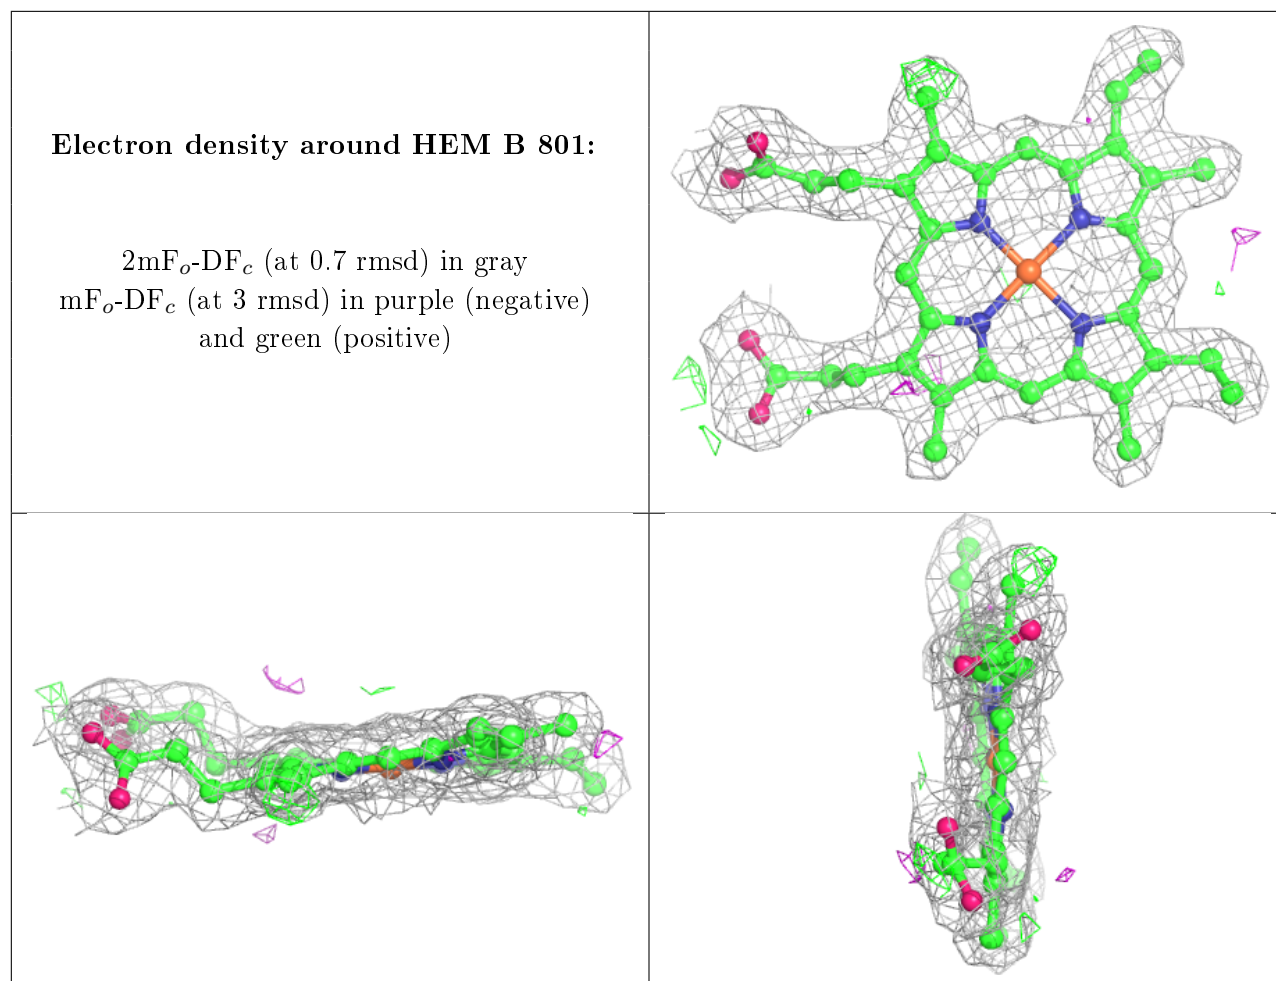 Electron density around HEM B 801:
2mFₒ-DF𝒸 (at 0.7 rmsd) in gray
mFₒ-DF𝒸 (at 3 rmsd) in purple (negative)
and green (positive)